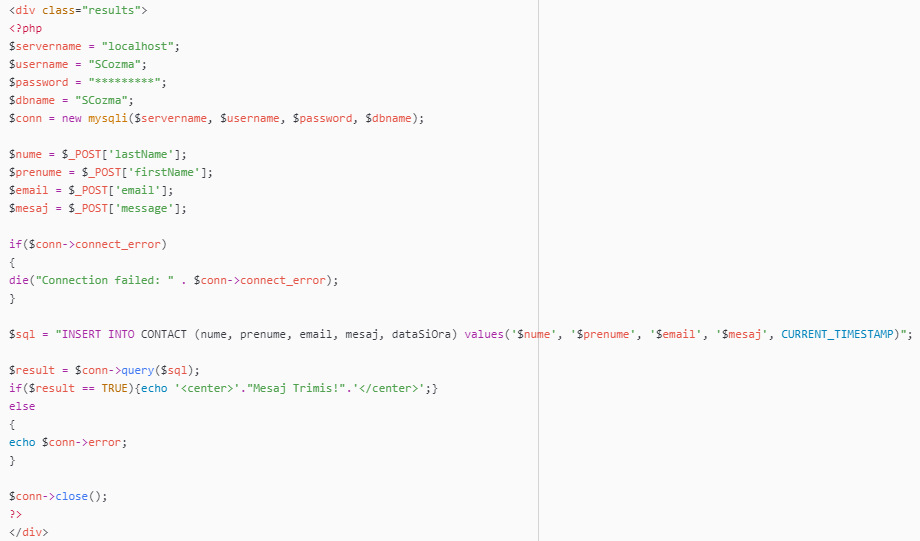 <div class="results">
<?php
$servername = "localhost";
$username = "SCozma";
$password = "*********";
$dbname = "SCozma";
$conn = new mysqli($servername, $username, $password, $dbname);
$nume = $_POST['lastName'];
$prenume = $_POST['firstName'];
$email = $_POST['email'];
$mesaj = $_POST['message'];
if($conn->connect_error)
{
die("Connection failed: " . $conn->connect_error);
}
$sql = "INSERT INTO CONTACT (nume, prenume, email, mesaj, dataSiOra) values('$nume', '$prenume', '$email', '$mesaj', CURRENT_TIMESTAMP)";
$result = $conn->query($sql);
if($result == TRUE){echo '<center>'."Mesaj Trimis!".'</center>';}
else
{
echo $conn->error;
}
$conn->close();
?>
</div>